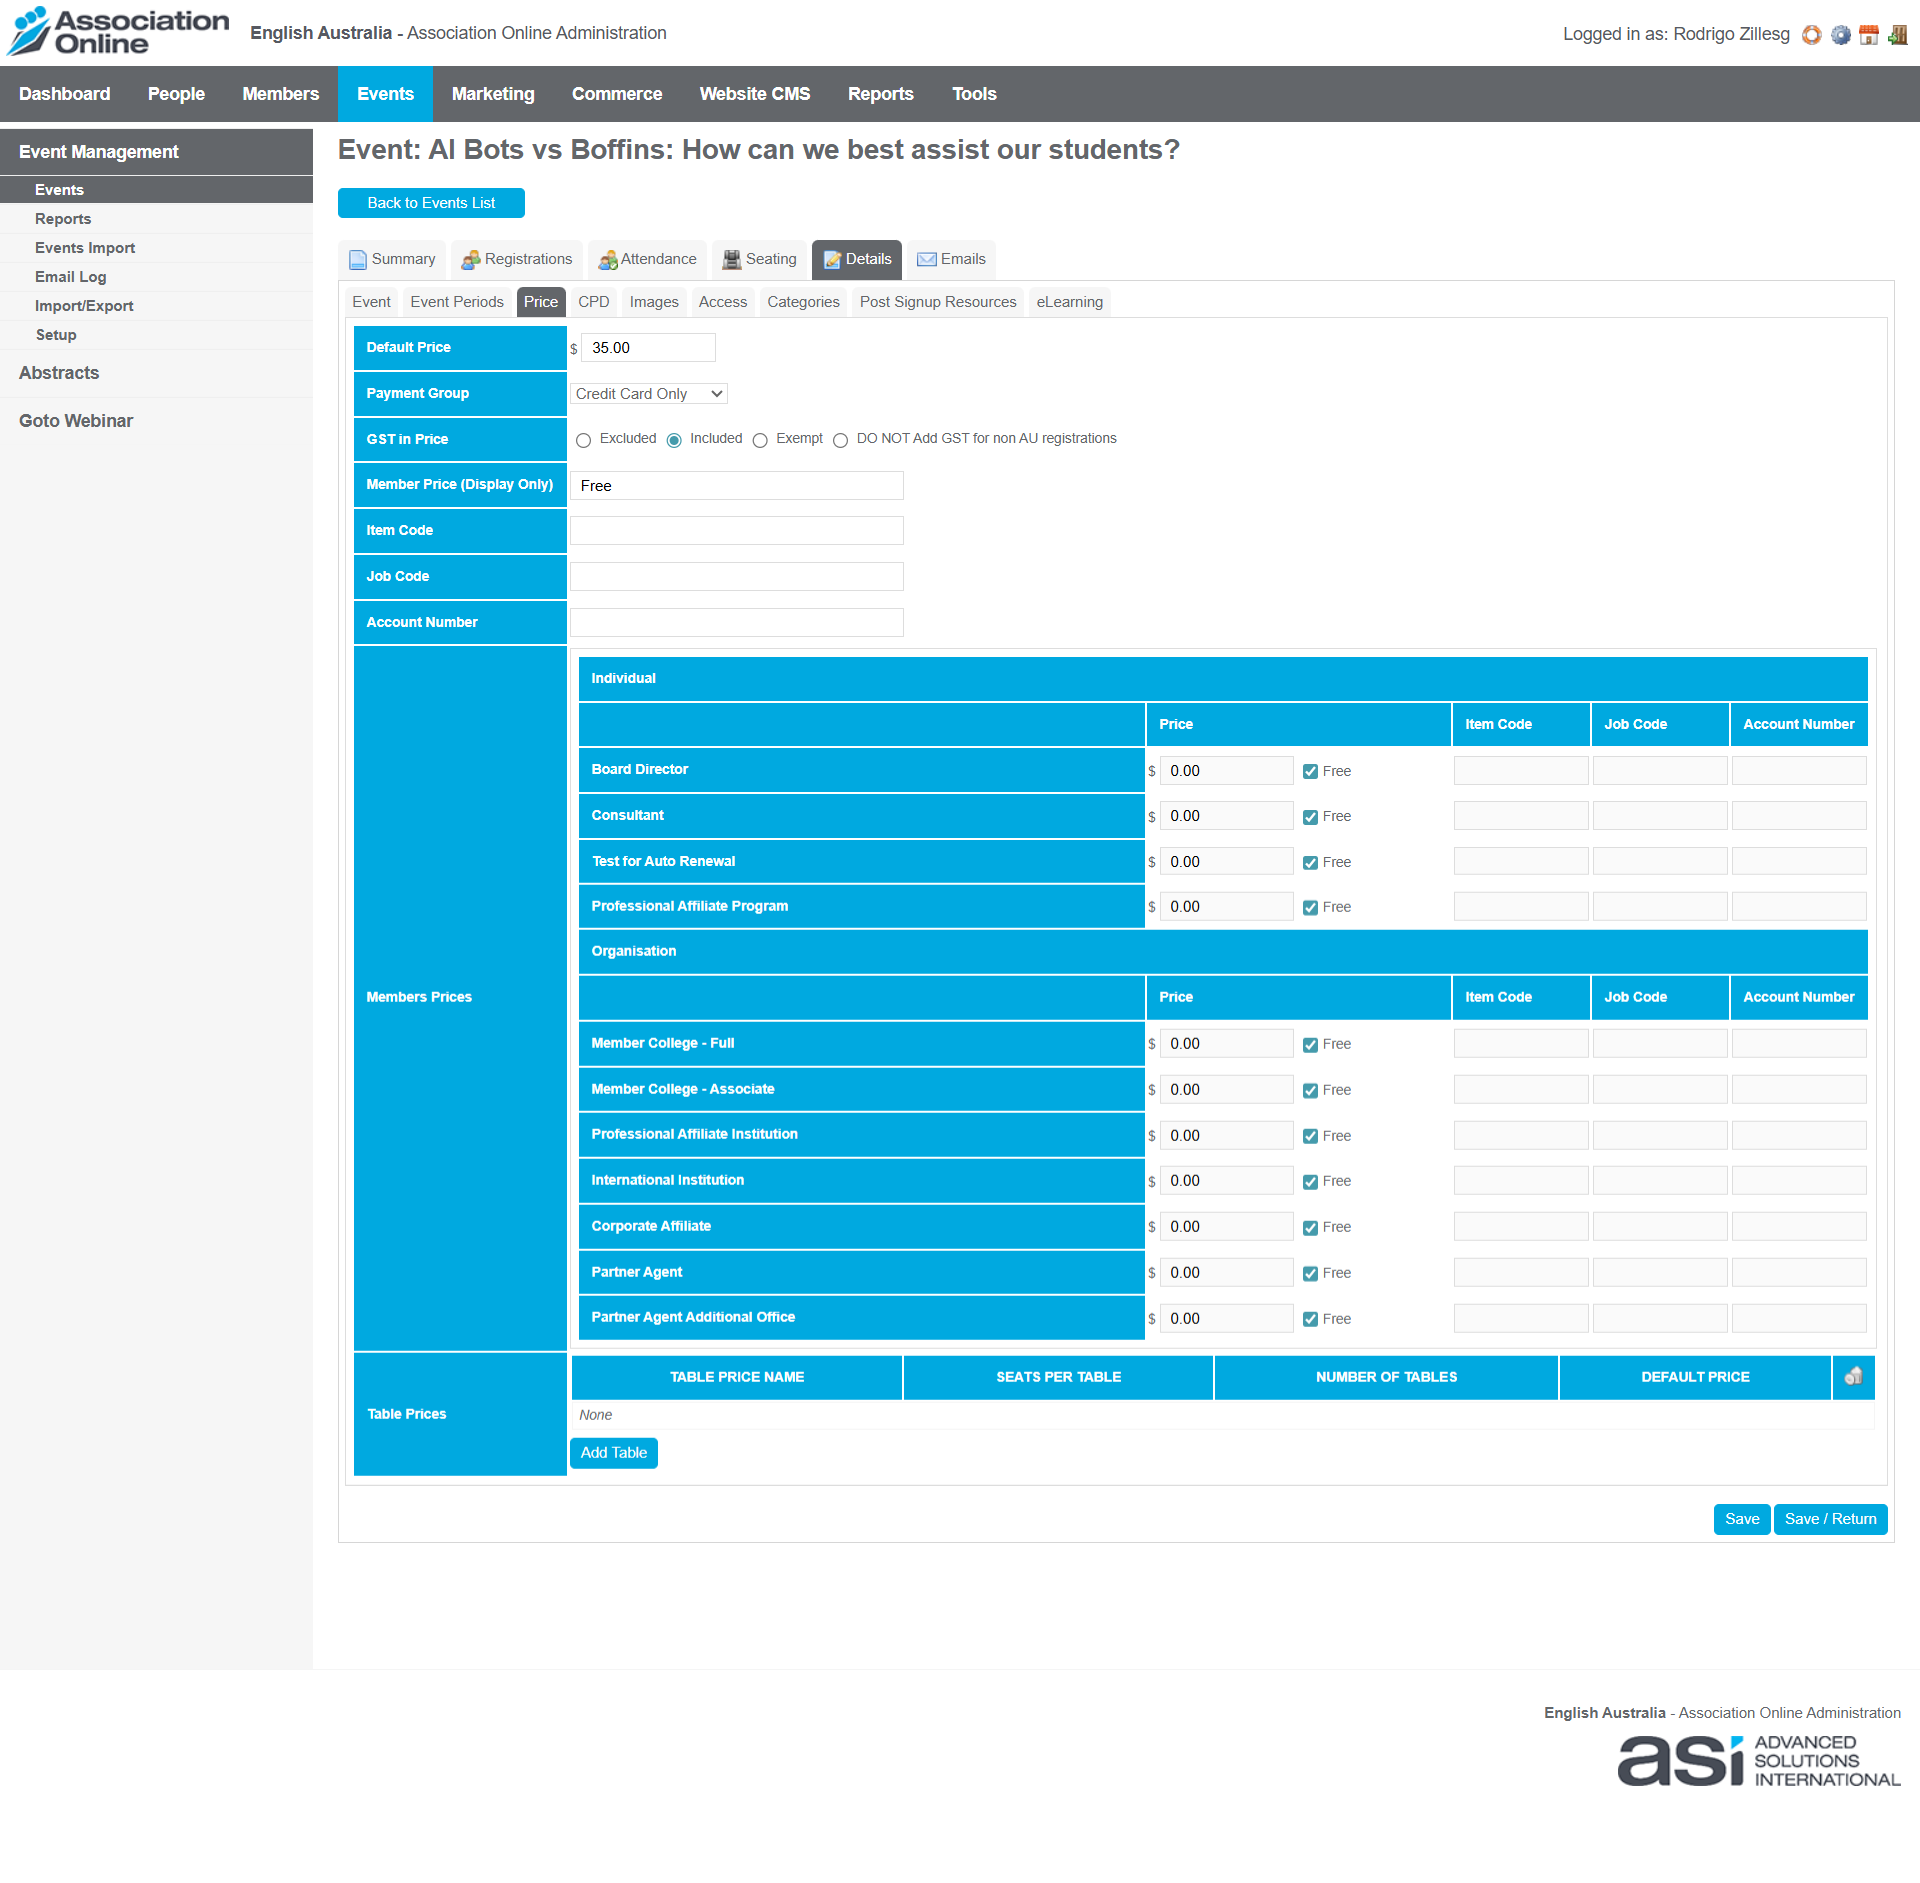 Association
Online
English Australia - Association Online Administration
Logged in as: Rodrigo Zillesg
Dashboard People Members Events Marketing Commerce Website CMS Reports Tools
Event Management
Events
Reports
Events Import
Email Log
Import/Export
Setup
Abstracts
Goto Webinar
Event: AI Bots vs Boffins: How can we best assist our students?
Back to Events List
Summary Registrations Attendance Seating Details Emails
Event Event Periods Price CPD Images Access Categories Post Signup Resources eLearning
Default Price $ 35.00
Payment Group Credit Card Only
GST in Price Excluded Included Exempt DO NOT Add GST for non AU registrations
Member Price (Display Only) Free
Item Code
Job Code
Account Number
Members Prices
Individual
Price Item Code Job Code Account Number
Board Director $ 0.00 Free
Consultant $ 0.00 Free
Test for Auto Renewal $ 0.00 Free
Professional Affiliate Program $ 0.00 Free
Organisation
Price Item Code Job Code Account Number
Member College - Full $ 0.00 Free
Member College - Associate $ 0.00 Free
Professional Affiliate Institution $ 0.00 Free
International Institution $ 0.00 Free
Corporate Affiliate $ 0.00 Free
Partner Agent $ 0.00 Free
Partner Agent Additional Office $ 0.00 Free
Table Prices
TABLE PRICE NAME SEATS PER TABLE NUMBER OF TABLES DEFAULT PRICE
None
Add Table
Save Save / Return
English Australia - Association Online Administration
asi ADVANCED
SOLUTIONS
INTERNATIONAL